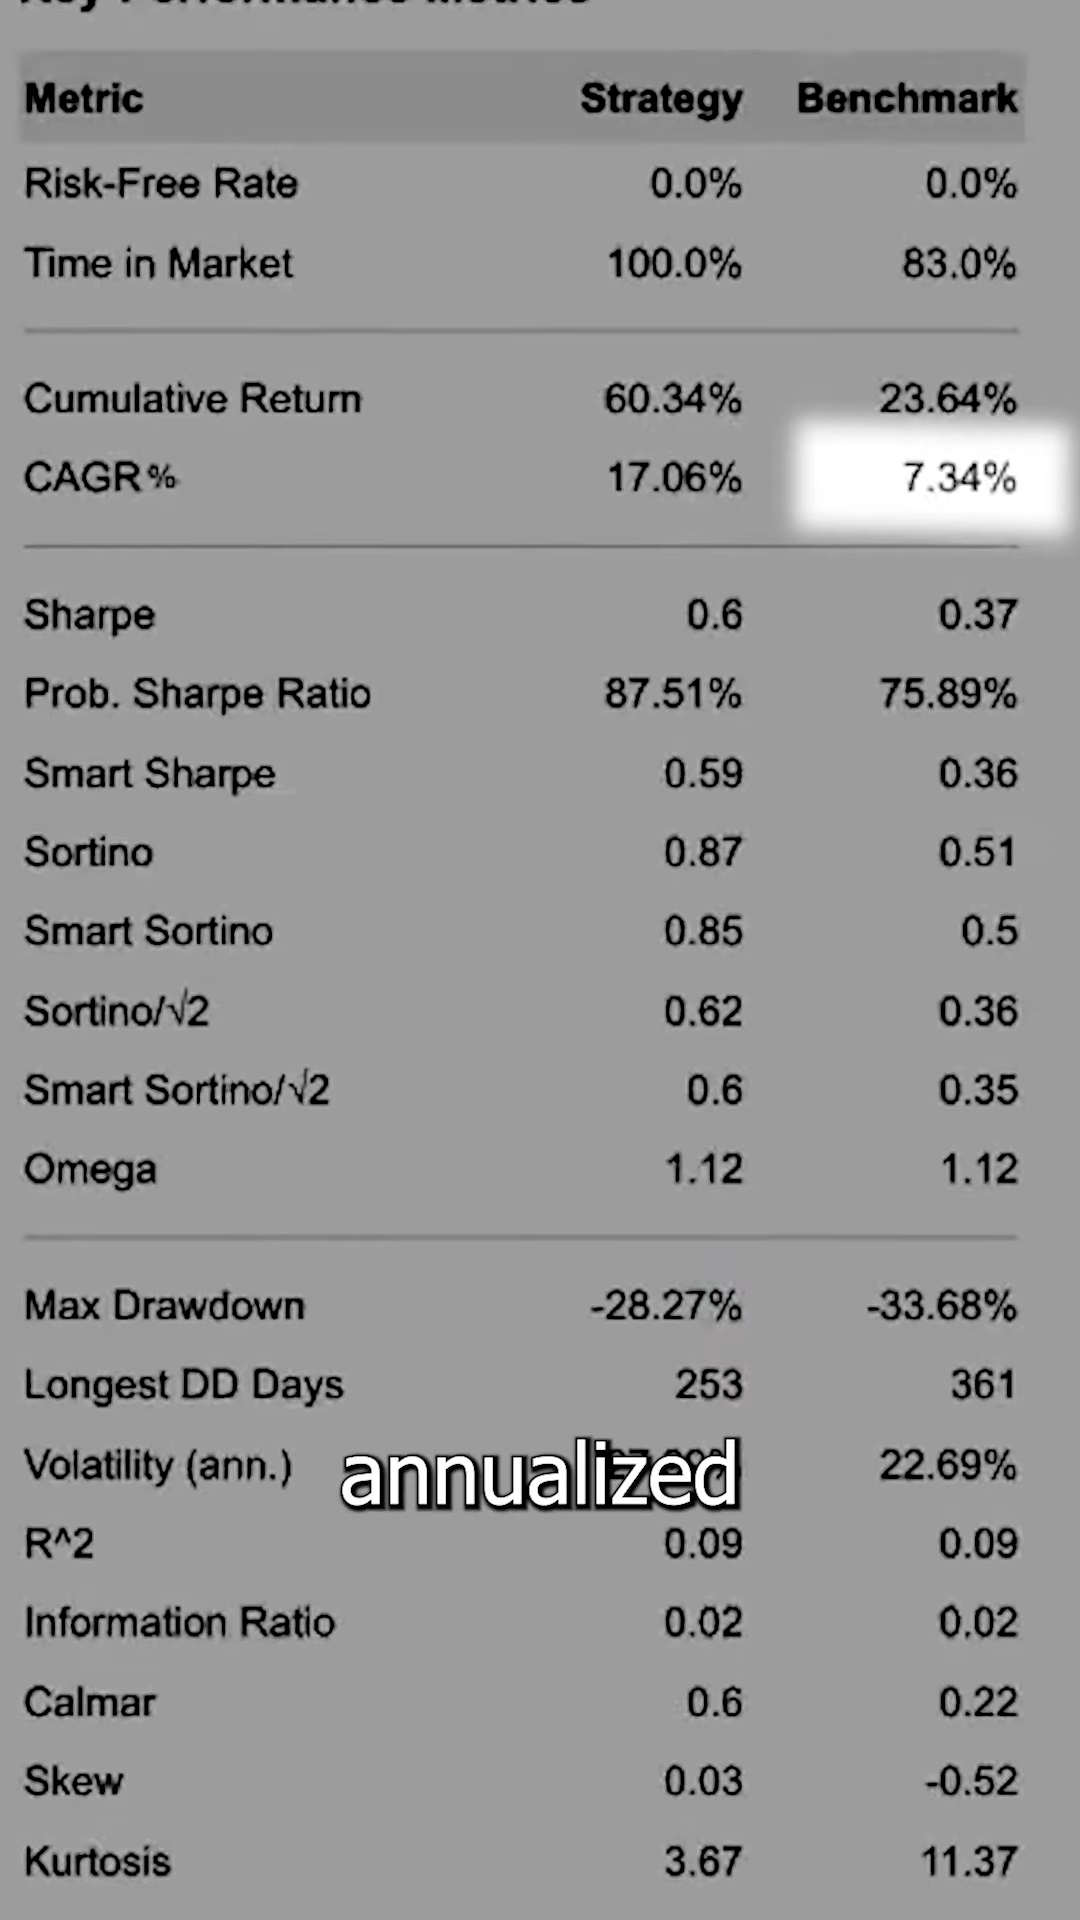 Metric Strategy Benchmark
Risk-Free Rate 0.0% 0.0%
Time in Market 100.0% 83.0%
Cumulative Return 60.34% 23.64%
CAGR% 17.06% 7.34%
Sharpe 0.6 0.37
Prob. Sharpe Ratio 87.51% 75.89%
Smart Sharpe 0.59 0.36
Sortino 0.87 0.51
Smart Sortino 0.85 0.5
Sortino/√2 0.62 0.36
Smart Sortino/√2 0.6 0.35
Omega 1.12 1.12
Max Drawdown -28.27% -33.68%
Longest DD Days 253 361
Volatility (ann.) 22.69%
annualized
R^2 0.09 0.09
Information Ratio 0.02 0.02
Calmar 0.6 0.22
Skew 0.03 -0.52
Kurtosis 3.67 11.37